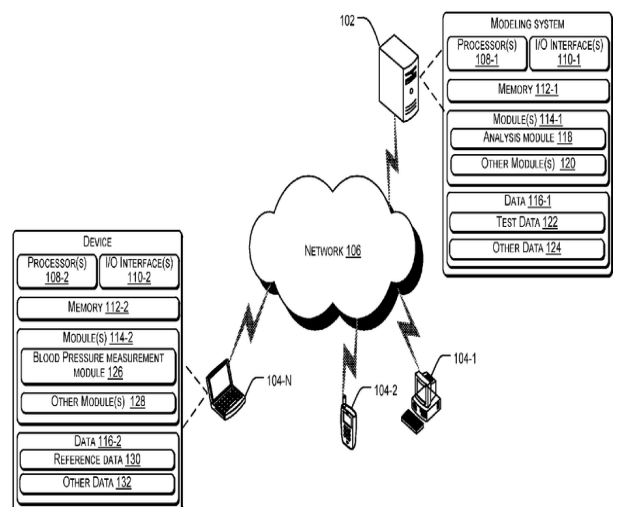 102
MODELING SYSTEM
PROCESSOR(S)
108-1
I/O INTERFACE(S)
110-1
MEMORY 112-1
MODULE(S) 114-1
ANALYSIS MODULE 118
OTHER MODULE(S) 120
DATA 116-1
TEST DATA 122
OTHER DATA 124
NETWORK 106
DEVICE
PROCESSOR(S)
108-2
I/O INTERFACE(S)
110-2
MEMORY 112-2
MODULE(S) 114-2
BLOOD PRESSURE MEASUREMENT
MODULE 126
OTHER MODULE(S) 128
DATA 116-2
REFERENCE DATA 130
OTHER DATA 132
104-N
104-2
104-1